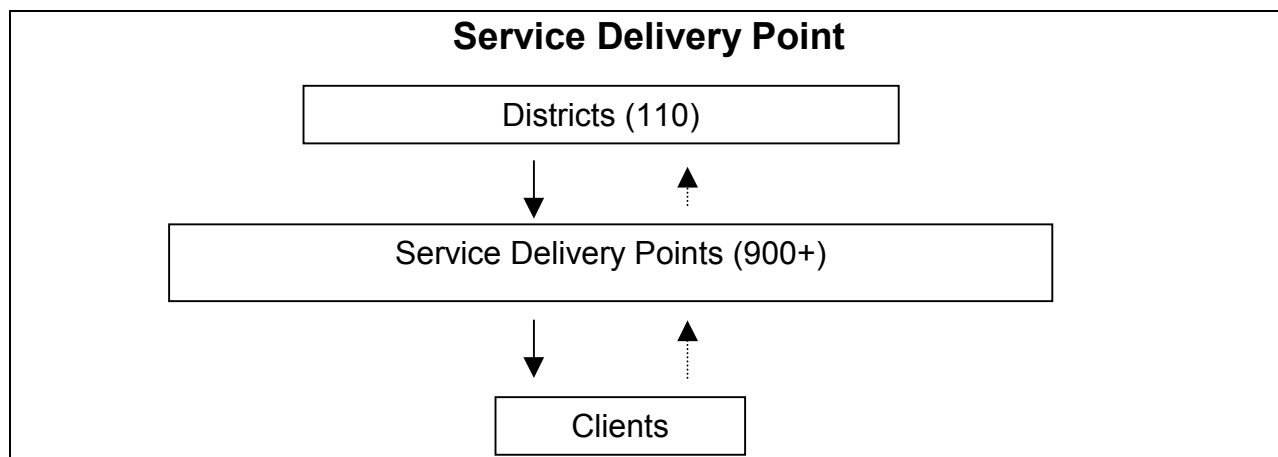 Service Delivery Point
Districts (110)
Service Delivery Points (900+)
Clients